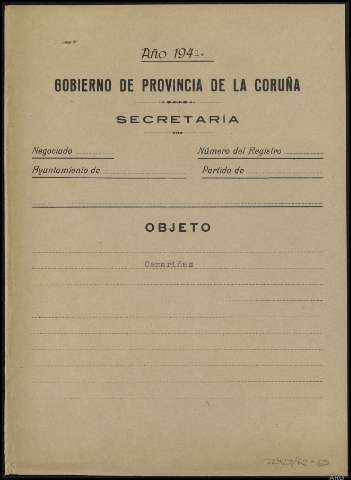 Año 194
GOBIERNO DE PROVINCIA DE LA CORUÑA
SECRETARIA
Negociado Número del Registro
Ayuntamiento de Partido de
OBJETO
Camariñas